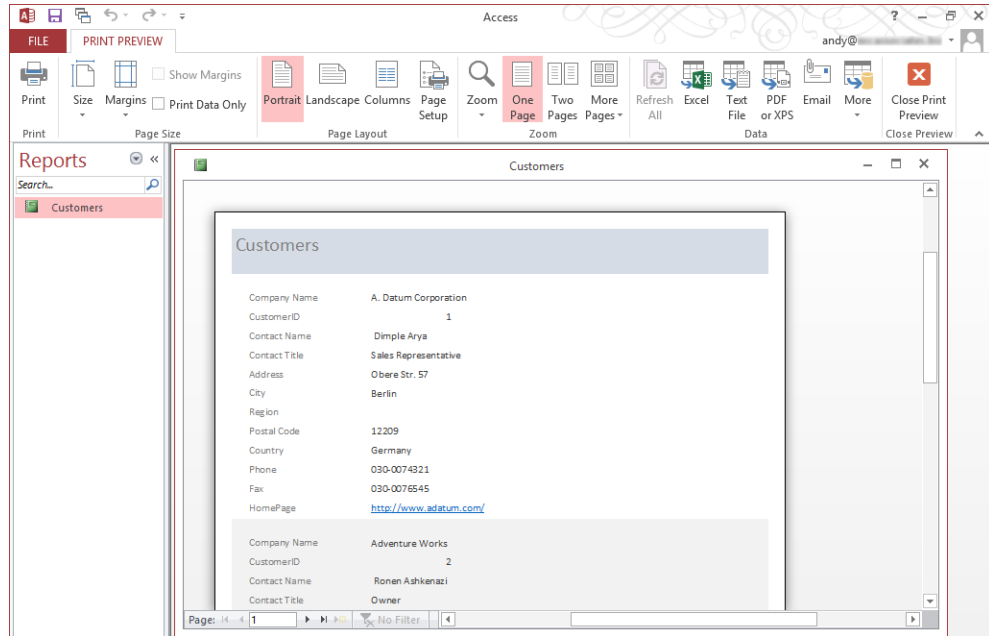 Access
?
FILE PRINT PREVIEW andy@
Print Size Margins Show Margins Print Data Only Portrait Landscape Columns Page Setup Zoom One Page Two Pages More Pages Refresh All Excel Text File PDF or XPS Email More Close Print Preview
Print Page Size Page Layout Zoom Data Close Preview
Reports «
Search...
Customers
Customers
Customers
Company Name A. Datum Corporation
CustomerID 1
Contact Name Dimple Arya
Contact Title Sales Representative
Address Obere Str. 57
City Berlin
Region
Postal Code 12209
Country Germany
Phone 030-0074321
Fax 030-0076545
HomePage http://www.adatum.com/
Company Name Adventure Works
CustomerID 2
Contact Name Ronen Ashkenazi
Contact Title Owner
Page: 1 No Filter